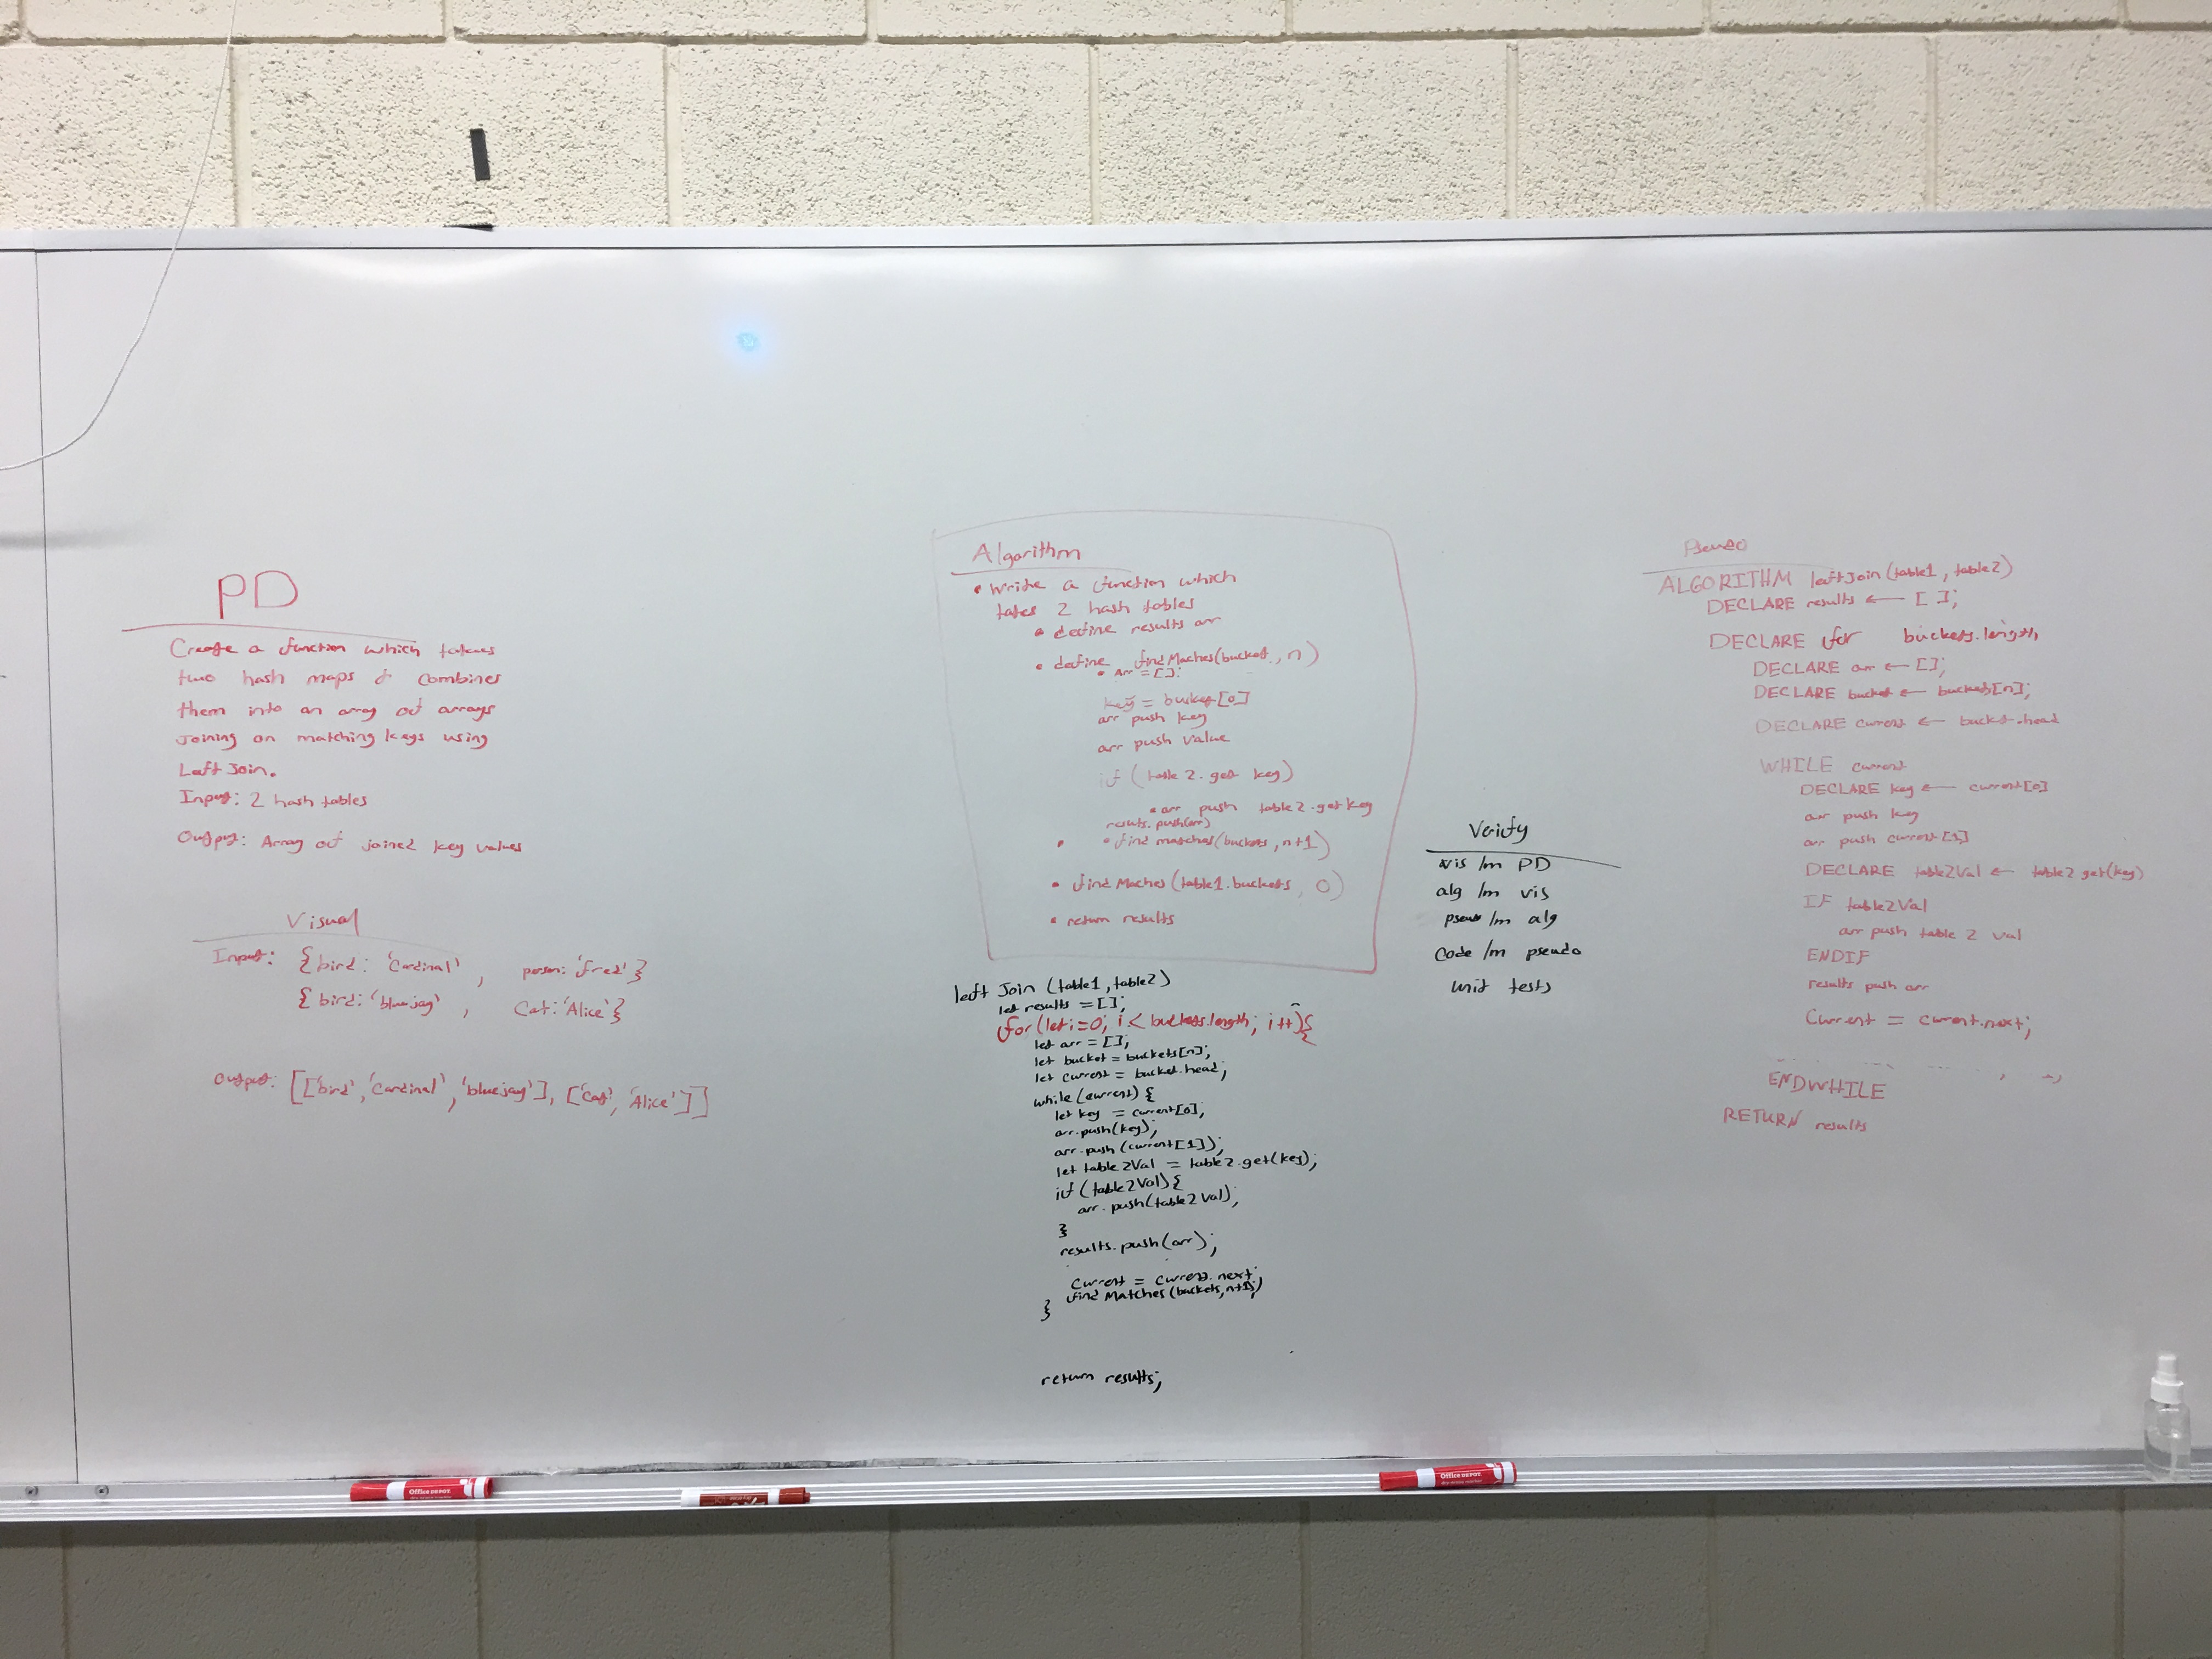 PD
Create a function which takes
two hash maps & combines
them into an array of arrays
joining on matching keys using
Left Join.
Input: 2 hash tables
Output: Array of joined key values
Visual
Input: {bird: 'Cardinal', person: 'fred'}
{bird: 'bluejay', Cat: 'Alice'}
Output: [['bird', 'Cardinal', 'bluejay'], ['Cat', 'Alice']]
Algorithm
• Write a function which
takes 2 hash tables
• define results arr
• define findMaches(bucket, n)
• Arr = [];
key = bucket[0]
arr push key
arr push value
if (table 2. get key)
• arr push table2.get key
results.push(arr)
• • find matches(buckets, n+1)
• findMaches(table1.buckets, 0)
• return results
left Join (table1, table2)
let results = [];
for(let i=0; i < buckets.length; i++){
let arr = [];
let bucket = buckets[n];
let current = bucket.head;
while (current) {
let key = current[0];
arr.push(key);
arr.push(current[1]);
let table2Val = table2.get(key);
if (table2Val){
arr.push(table2Val);
}
results.push(arr);
Current = current.next;
find Matches(buckets, n+1);
}
return results;
Verify
vis /m PD
alg /m vis
pseudo /m alg
Code /m pseudo
unit tests
Pseudo
ALGORITHM leftJoin(table1, table2)
DECLARE results ← [ ];
DECLARE for buckets.length
DECLARE arr ← [];
DECLARE bucket ← buckets[n];
DECLARE current ← bucket.head
WHILE current
DECLARE key ← current[0]
arr push key
arr push current[1]
DECLARE table2Val ← table2 get(key)
IF table2Val
arr push table 2 val
ENDIF
results push arr
Current = current.next;
ENDWHILE
RETURN results
Office DEPOT
Office DEPOT